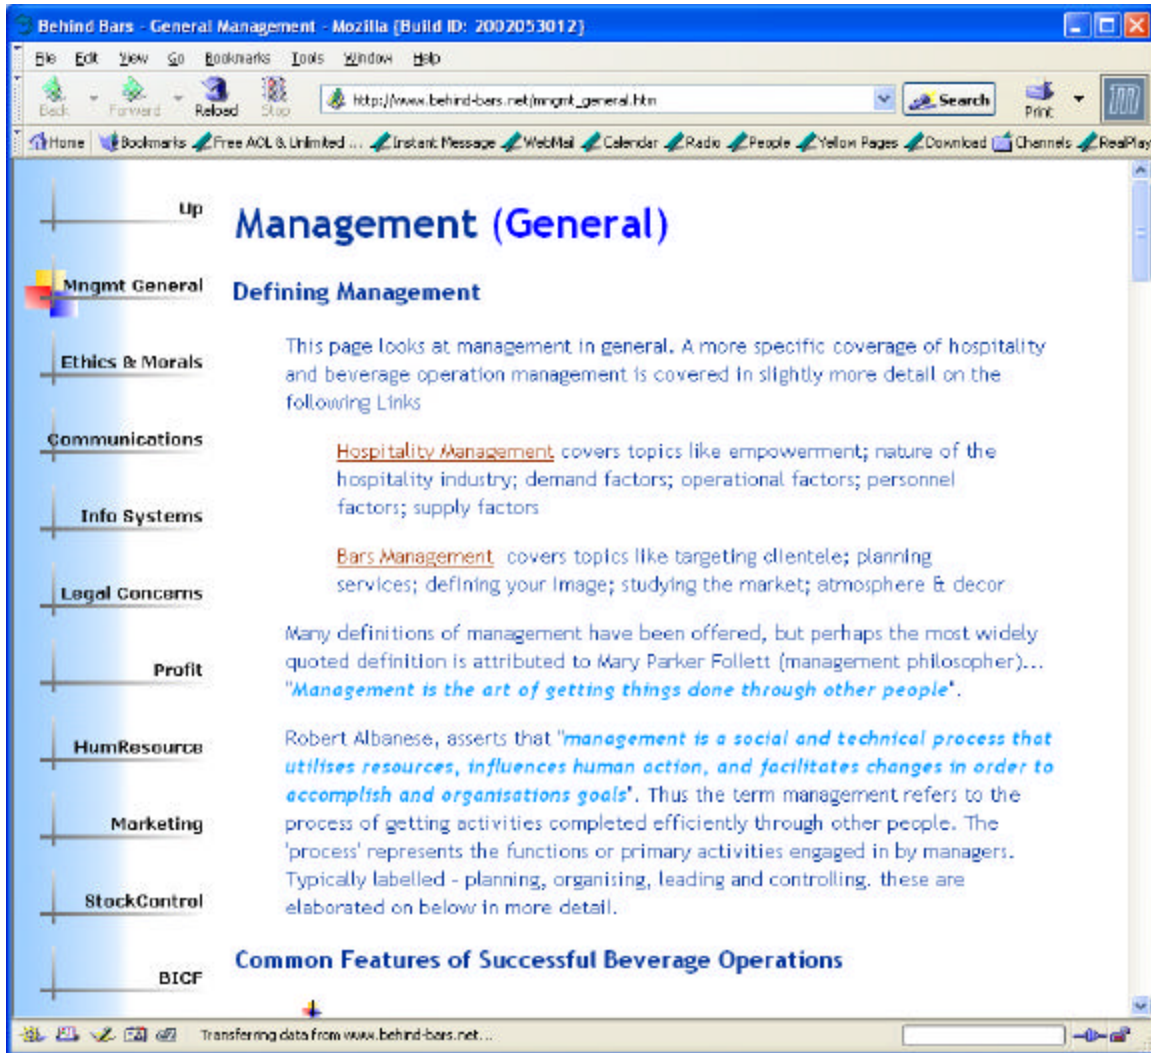 Behind Bars - General Management - Mozilla {Build ID: 2002053012}
File Edit View Go Bookmarks Tools Window Help
Back Forward Reload Stop http://www.behind-bars.net/mngmt_general.htm Search Print
Home Bookmarks Free AOL & Unlimited ... Instant Message WebMail Calendar Radio People Yellow Pages Download Channels RealPlay
Up
Mngmt General
Ethics & Morals
Communications
Info Systems
Legal Concerns
Profit
HumResource
Marketing
StockControl
BICF
Management (General)
Defining Management
This page looks at management in general. A more specific coverage of hospitality
and beverage operation management is covered in slightly more detail on the
following Links
Hospitality Management covers topics like empowerment; nature of the
hospitality industry; demand factors; operational factors; personnel
factors; supply factors
Bars Management covers topics like targeting clientele; planning
services; defining your image; studying the market; atmosphere & decor
Many definitions of management have been offered, but perhaps the most widely
quoted definition is attributed to Mary Parker Follett (management philosopher)...
"Management is the art of getting things done through other people".
Robert Albanese, asserts that "management is a social and technical process that
utilises resources, influences human action, and facilitates changes in order to
accomplish and organisations goals". Thus the term management refers to the
process of getting activities completed efficiently through other people. The
'process' represents the functions or primary activities engaged in by managers.
Typically labelled - planning, organising, leading and controlling. these are
elaborated on below in more detail.
Common Features of Successful Beverage Operations
Transferring data from www.behind-bars.net...